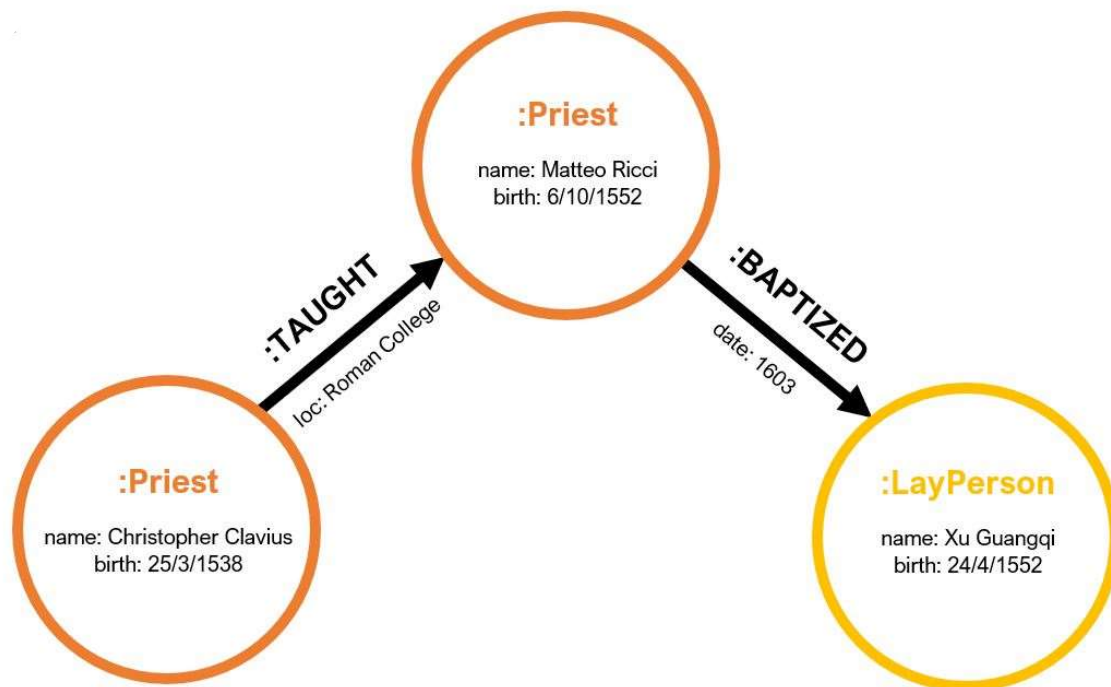 :Priest
name: Matteo Ricci
birth: 6/10/1552
:TAUGHT
loc: Roman College
:BAPTIZED
date: 1603
:Priest
name: Christopher Clavius
birth: 25/3/1538
:LayPerson
name: Xu Guangqi
birth: 24/4/1552